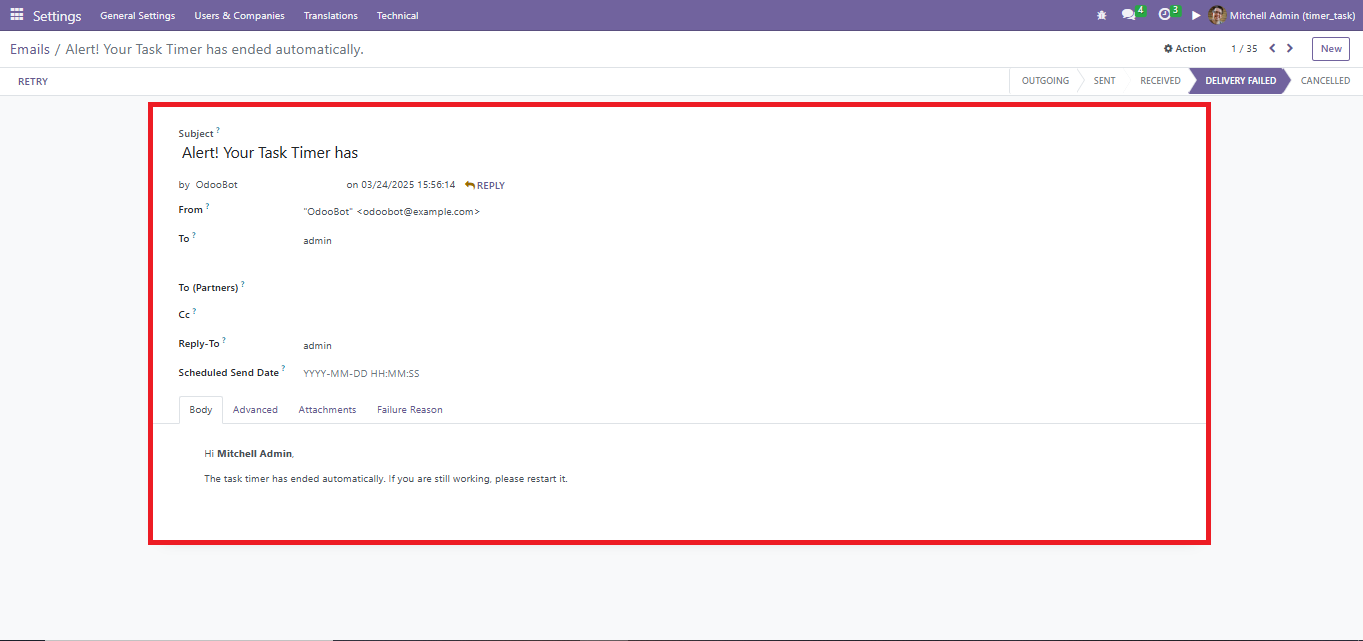 Settings General Settings Users & Companies Translations Technical 4 3 Mitchell Admin (timer_task)
Emails / Alert! Your Task Timer has ended automatically. Action 1 / 35 New
RETRY OUTGOING SENT RECEIVED DELIVERY FAILED CANCELLED
Subject ?
Alert! Your Task Timer has
by OdooBot on 03/24/2025 15:56:14 REPLY
From ? "OdooBot" <odoobot@example.com>
To ? admin
To (Partners) ?
Cc ?
Reply-To ? admin
Scheduled Send Date ? YYYY-MM-DD HH:MM:SS
Body Advanced Attachments Failure Reason
Hi Mitchell Admin,
The task timer has ended automatically. If you are still working, please restart it.